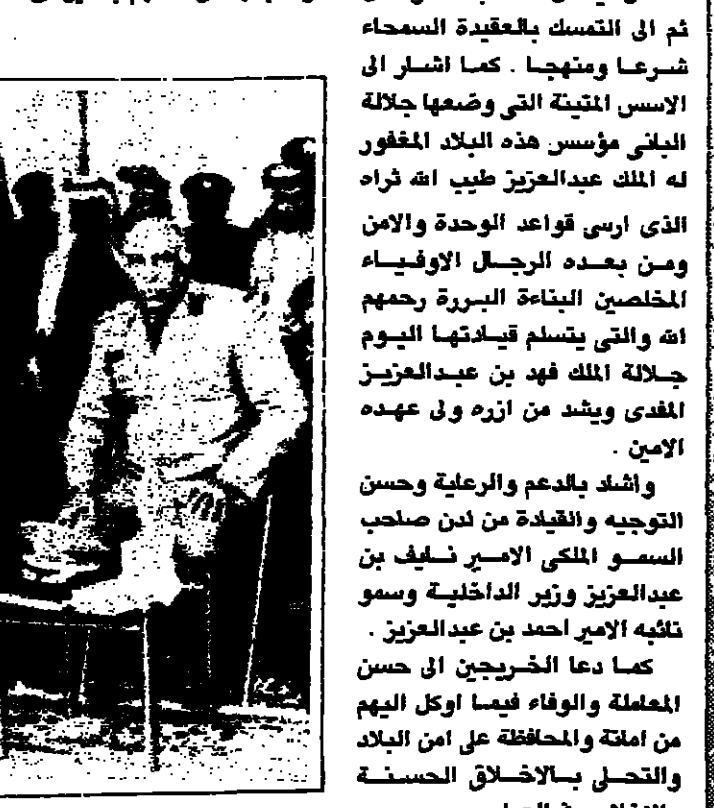 ثم الى التمسك بالعقيدة السمحاء
شرعا ومنهجا . كما اشار الى
الاسس المتينة التى وضعها جلالة
البانى مؤسس هذه البلاد المغفور
له الملك عبدالعزيز طيب الله ثراه
الذى ارسى قواعد الوحدة والامن
ومن بعده الرجال الاوفياء
المخلصين البناءة البررة رحمهم
الله والتى يتسلم قيادتها اليوم
جلالة الملك فهد بن عبدالعزيز
المفدى ويشد من ازره ولى عهده
الامين .
واشاد بالدعم والرعاية وحسن
التوجيه والقيادة من لدن صاحب
السمو الملكى الامير نايف بن
عبدالعزيز وزير الداخلية وسمو
نائبه الامير احمد بن عبدالعزيز .
كما دعا الخريجين الى حسن
المعاملة والوفاء فيما اوكل اليهم
من امانة والمحافظة على امن البلاد
والتحلى بالاخلاق الحسنة